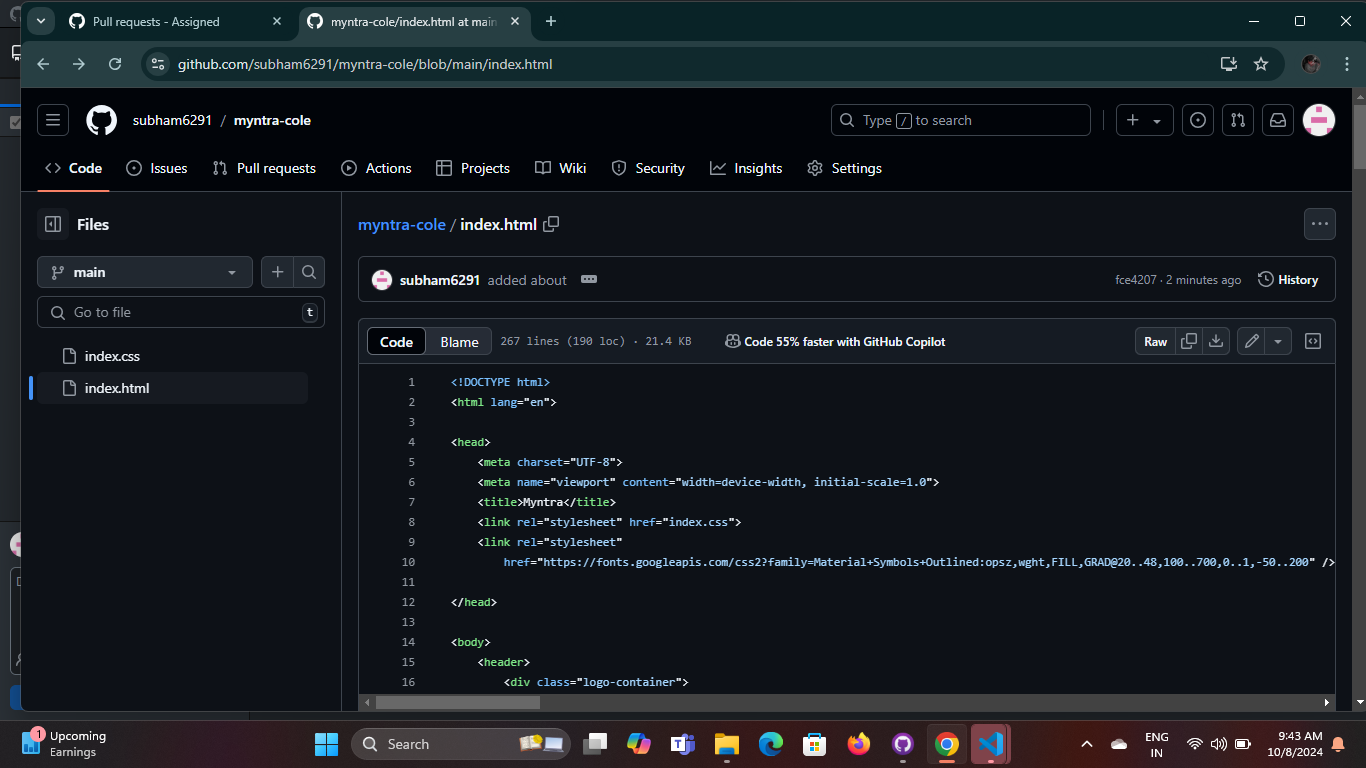 Pull requests - Assigned
myntra-cole/index.html at main
github.com/subham6291/myntra-cole/blob/main/index.html
subham6291 / myntra-cole
Type / to search
Code Issues Pull requests Actions Projects Wiki Security Insights Settings
Files
main
Go to file t
index.css
index.html
myntra-cole / index.html
subham6291 added about
fce4207 · 2 minutes ago History
Code Blame 267 lines (190 loc) · 21.4 KB Code 55% faster with GitHub Copilot Raw
1 <!DOCTYPE html>
2 <html lang="en">
3
4 <head>
5 <meta charset="UTF-8">
6 <meta name="viewport" content="width=device-width, initial-scale=1.0">
7 <title>Myntra</title>
8 <link rel="stylesheet" href="index.css">
9 <link rel="stylesheet"
10 href="https://fonts.googleapis.com/css2?family=Material+Symbols+Outlined:opsz,wght,FILL,GRAD@20..48,100..700,0..1,-50..200" />
11
12 </head>
13
14 <body>
15 <header>
16 <div class="logo-container">
1
Upcoming
Earnings
Search
ENG
IN
9:43 AM
10/8/2024